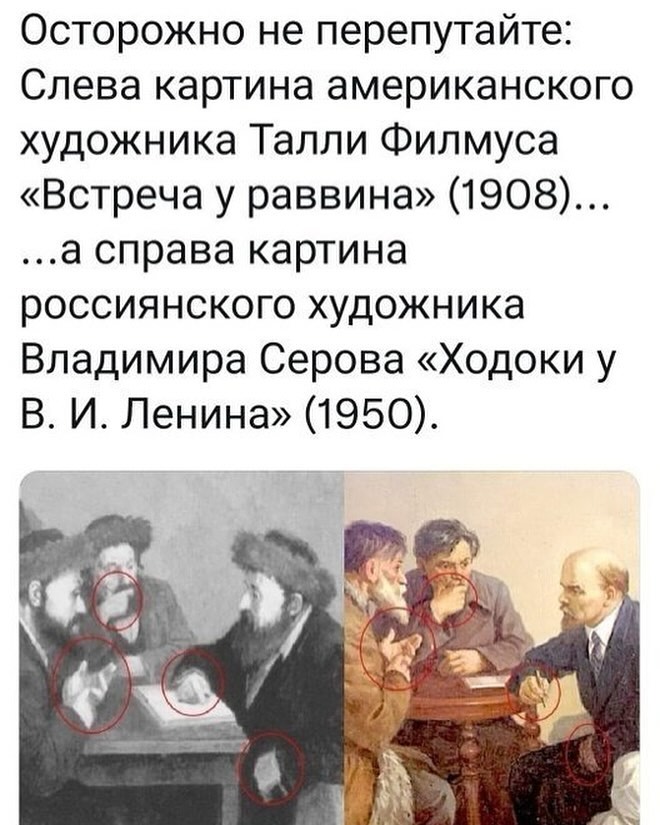 Осторожно не перепутайте:
Слева картина американского
художника Талли Филмуса
«Встреча у раввина» (1908)...
...а справа картина
россиянского художника
Владимира Серова «Ходоки у
В. И. Ленина» (1950).